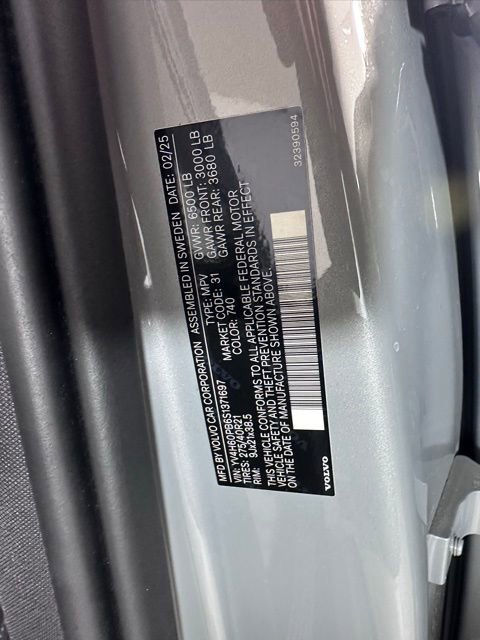 MFD BY VOLVO CAR CORPORATION ASSEMBLED IN SWEDEN DATE: 02/25
VIN: YV4H60PB6S1371697 TYPE: MPV GVWR: 6500 LB
TIRES: 275/40R21 MARKET CODE: 31 GAWR FRONT: 3000 LB
RIM: 9Jx21x38.5 COLOR: 740 GAWR REAR: 3680 LB
THIS VEHICLE CONFORMS TO ALL APPLICABLE FEDERAL MOTOR
VEHICLE SAFETY AND THEFT PREVENTION STANDARDS IN EFFECT
ON THE DATE OF MANUFACTURE SHOWN ABOVE.
VOLVO
32390594